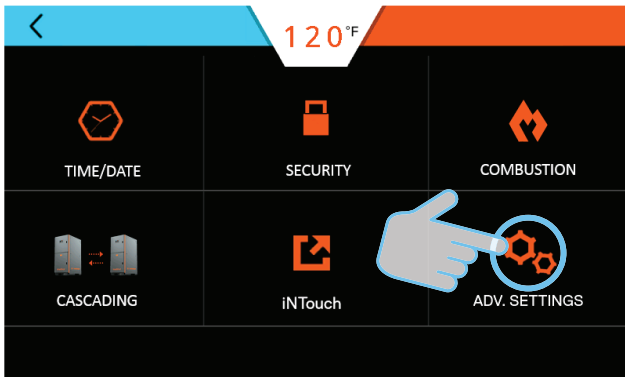 120°F
TIME/DATE
SECURITY
COMBUSTION
CASCADING
iNTouch
ADV. SETTINGS